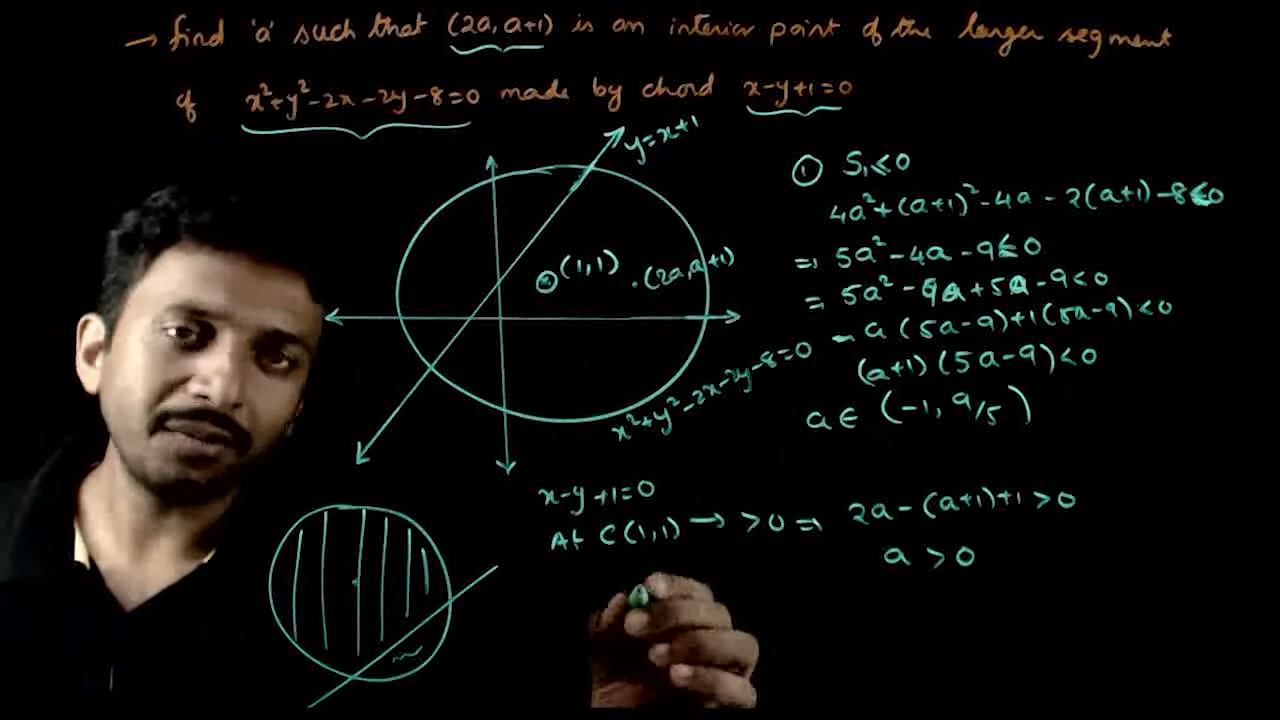 → find 'a' such that (2a, a+1) is an interior point of the larger segment
of x²+y²-2x-2y-8=0 made by chord x-y+1=0
y=x+1
① S₁<0
4a²+(a+1)²-4a-2(a+1)-8<0
(1,1) .(2a, a+1)
=> 5a²-4a-9<0
= 5a²-9a+5a-9<0
- a(5a-9)+1(5a-9)<0
x²+y²-2x-2y-8=0
(a+1)(5a-9)<0
a∈ (-1, 9/5)
x-y+1=0
At C(1,1) → >0 => 2a-(a+1)+1>0
a>0